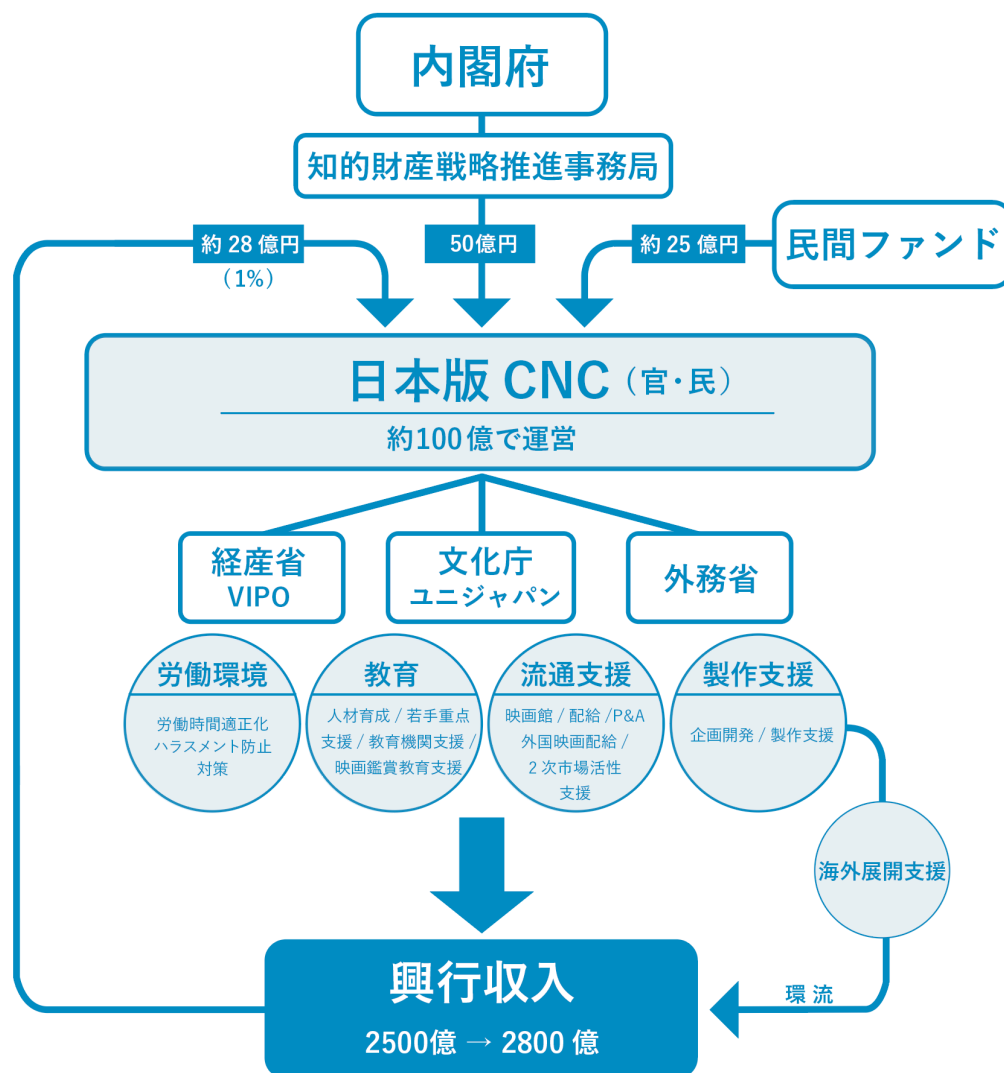 内閣府
知的財産戦略推進事務局
約 28 億円
(1%)
50億円
約 25 億円
民間ファンド
日本版 CNC(官・民)
約100億で運営
経産省
VIPO
文化庁
ユニジャパン
外務省
労働環境
労働時間適正化
ハラスメント防止
対策
教育
人材育成 / 若手重点
支援 / 教育機関支援 /
映画鑑賞教育支援
流通支援
映画館 / 配給 /P&A
外国映画配給 /
2 次市場活性
支援
製作支援
企画開発 / 製作支援
海外展開支援
環 流
興行収入
2500億 → 2800 億